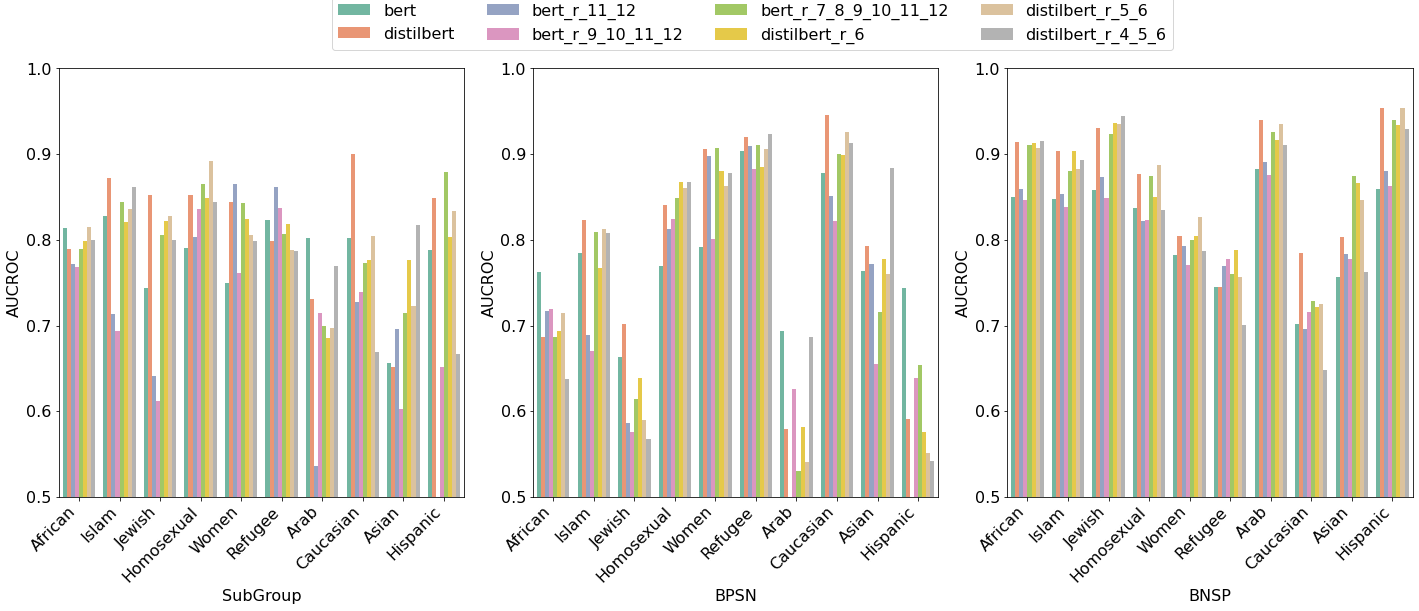 bert bert_r_11_12 bert_r_7_8_9_10_11_12 distilbert_r_5_6
distilbert bert_r_9_10_11_12 distilbert_r_6 distilbert_r_4_5_6
1.0
0.9
0.8
0.7
0.6
0.5
AUCROC
African
Islam
Jewish
Homosexual
Women
Refugee
Arab
Caucasian
Asian
Hispanic
SubGroup
1.0
0.9
0.8
0.7
0.6
0.5
AUCROC
African
Islam
Jewish
Homosexual
Women
Refugee
Arab
Caucasian
Asian
Hispanic
BPSN
1.0
0.9
0.8
0.7
0.6
0.5
AUCROC
African
Islam
Jewish
Homosexual
Women
Refugee
Arab
Caucasian
Asian
Hispanic
BNSP